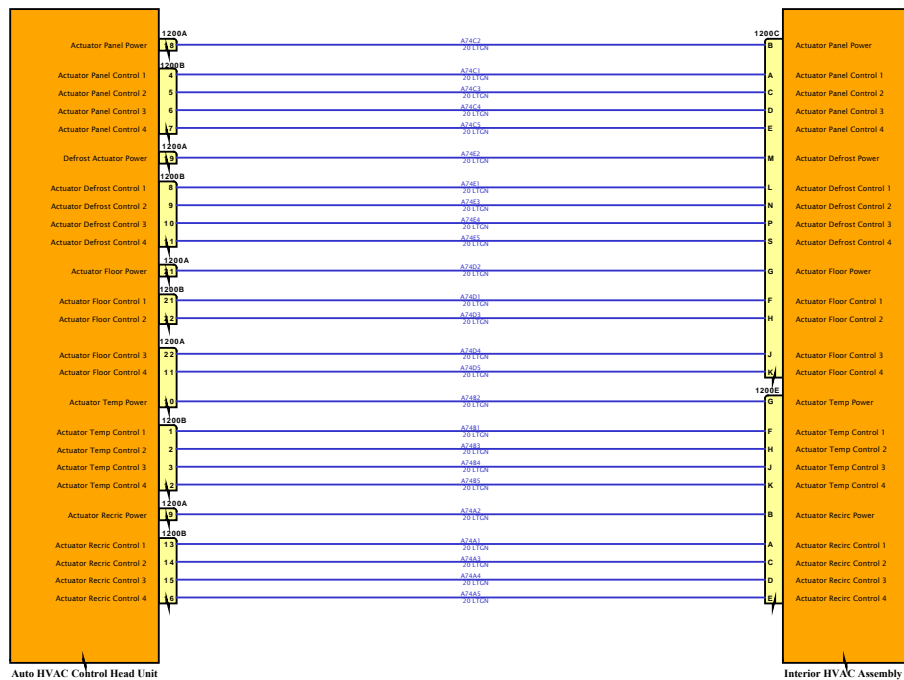 1200A 1200C
Actuator Panel Power 18 A74C2 20 LTGN B Actuator Panel Power
1200B
Actuator Panel Control 1 4 A74C1 20 LTGN A Actuator Panel Control 1
Actuator Panel Control 2 5 A74C3 20 LTGN C Actuator Panel Control 2
Actuator Panel Control 3 6 A74C4 20 LTGN D Actuator Panel Control 3
Actuator Panel Control 4 7 A74C5 20 LTGN E Actuator Panel Control 4
1200A
Defrost Actuator Power 19 A74E2 20 LTGN M Actuator Defrost Power
1200B
Actuator Defrost Control 1 8 A74E1 20 LTGN L Actuator Defrost Control 1
Actuator Defrost Control 2 9 A74E3 20 LTGN N Actuator Defrost Control 2
Actuator Defrost Control 3 10 A74E4 20 LTGN P Actuator Defrost Control 3
Actuator Defrost Control 4 11 A74E5 20 LTGN S Actuator Defrost Control 4
1200A
Actuator Floor Power 21 A74D2 20 LTGN G Actuator Floor Power
1200B
Actuator Floor Control 1 21 A74D1 20 LTGN F Actuator Floor Control 1
Actuator Floor Control 2 22 A74D3 20 LTGN H Actuator Floor Control 2
1200A
Actuator Floor Control 3 22 A74D4 20 LTGN J Actuator Floor Control 3
Actuator Floor Control 4 11 A74D5 20 LTGN K Actuator Floor Control 4
1200E
Actuator Temp Power 10 A74B2 20 LTGN G Actuator Temp Power
1200B
Actuator Temp Control 1 1 A74B1 20 LTGN F Actuator Temp Control 1
Actuator Temp Control 2 2 A74B3 20 LTGN H Actuator Temp Control 2
Actuator Temp Control 3 3 A74B4 20 LTGN J Actuator Temp Control 3
Actuator Temp Control 4 12 A74B5 20 LTGN K Actuator Temp Control 4
1200A
Actuator Recric Power 9 A74A2 20 LTGN B Actuator Recirc Power
1200B
Actuator Recric Control 1 13 A74A1 20 LTGN A Actuator Recirc Control 1
Actuator Recric Control 2 14 A74A3 20 LTGN C Actuator Recirc Control 2
Actuator Recric Control 3 15 A74A4 20 LTGN D Actuator Recirc Control 3
Actuator Recric Control 4 16 A74A5 20 LTGN E Actuator Recirc Control 4
Auto HVAC Control Head Unit Interior HVAC Assembly